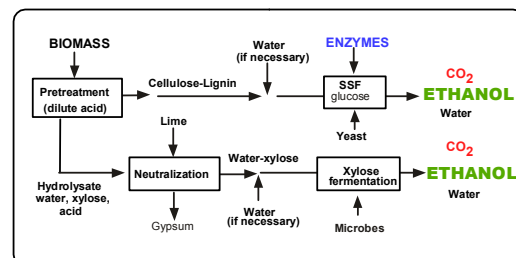 BIOMASS
Pretreatment
(dilute acid)
Cellulose-Lignin
Water
(if necessary)
ENZYMES
SSF
glucose
Yeast
CO2
ETHANOL
Water
Hydrolysate
water, xylose,
acid
Lime
Neutralization
Gypsum
Water-xylose
Water
(if necessary)
Xylose
fermentation
Microbes
CO2
ETHANOL
Water